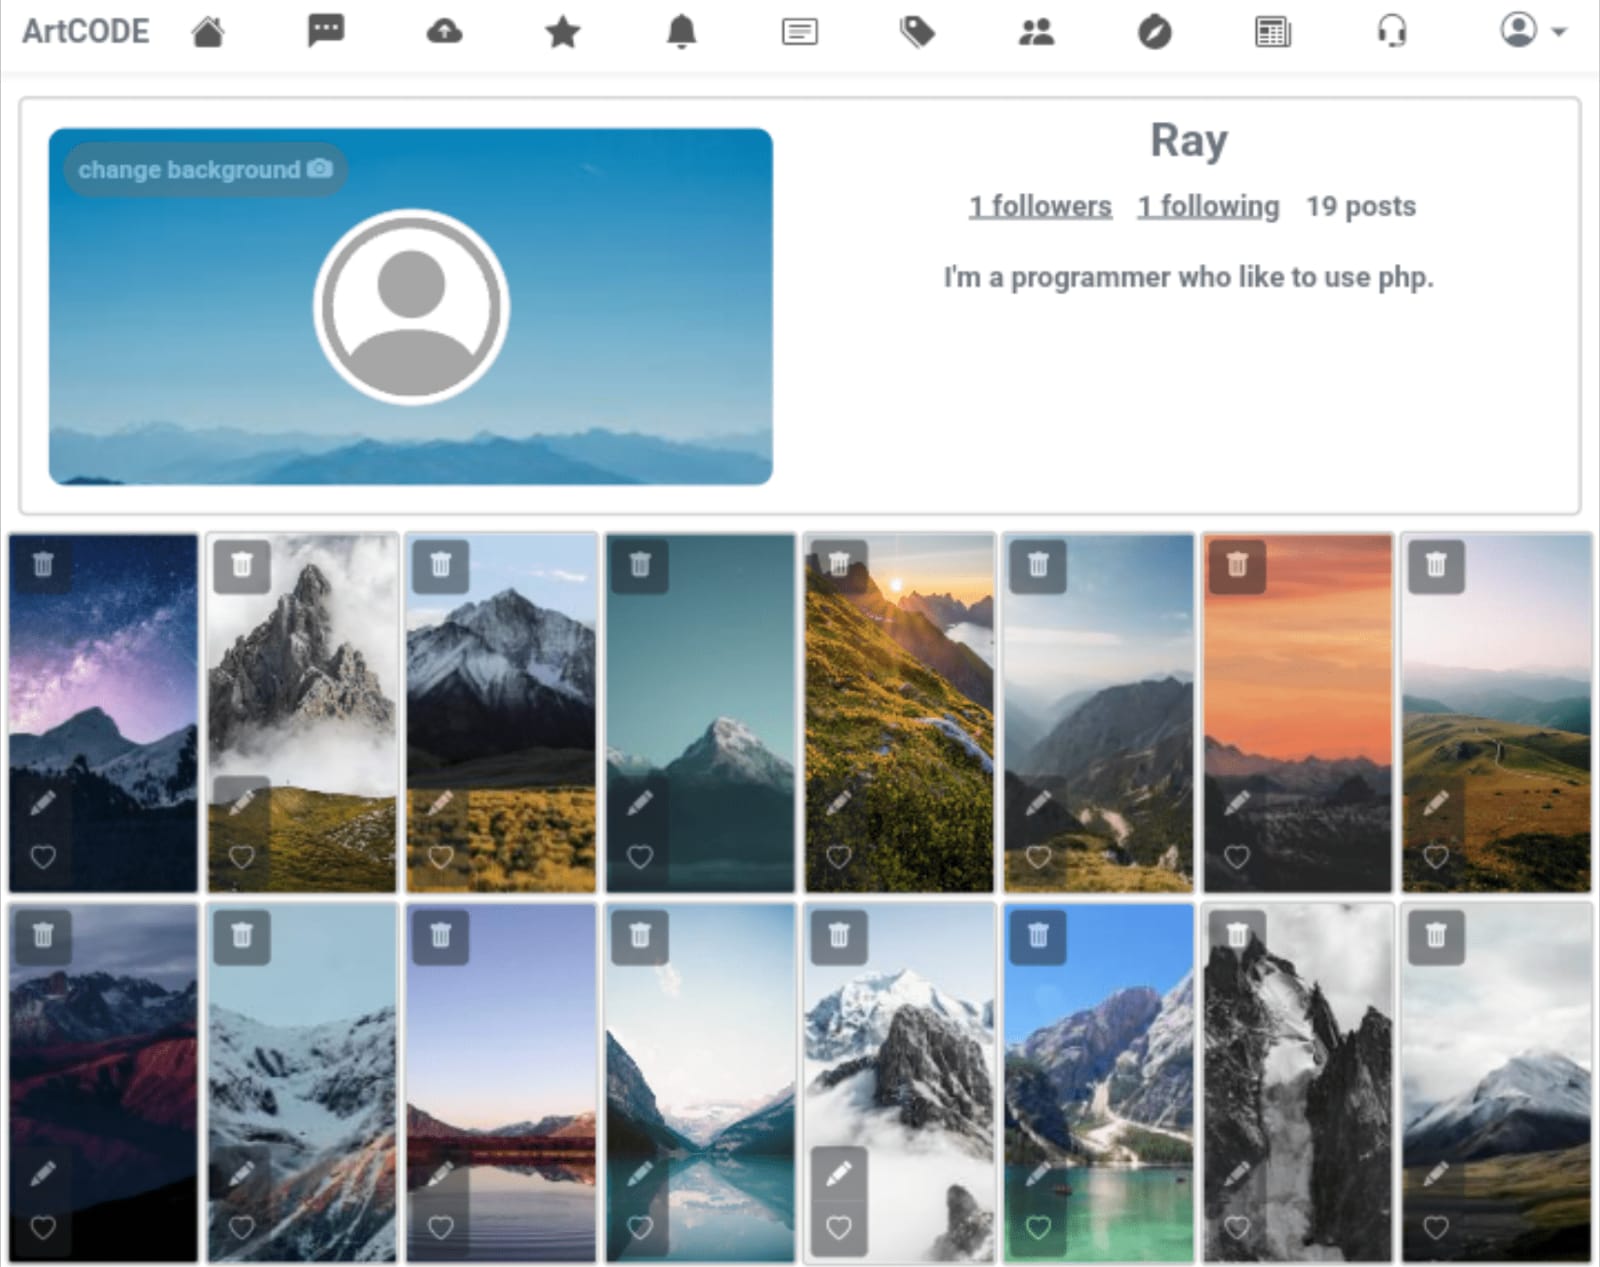 ArtCODE
change background
Ray
1 followers 1 following 19 posts
I'm a programmer who like to use php.